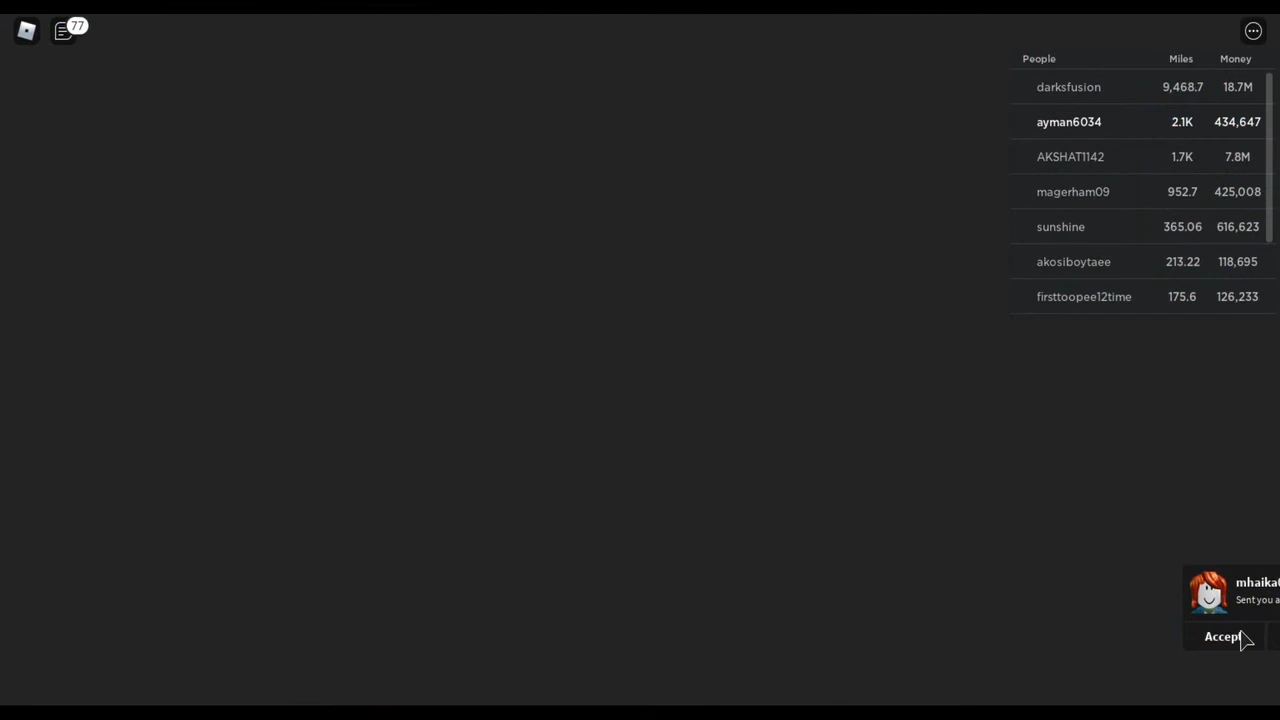 77
People Miles Money
darksfusion 9,468.7 18.7M
ayman6034 2.1K 434,647
AKSHAT1142 1.7K 7.8M
magerham09 952.7 425,008
sunshine 365.06 616,623
akosiboytaee 213.22 118,695
firsttoopee12time 175.6 126,233
Sent you a
Accept